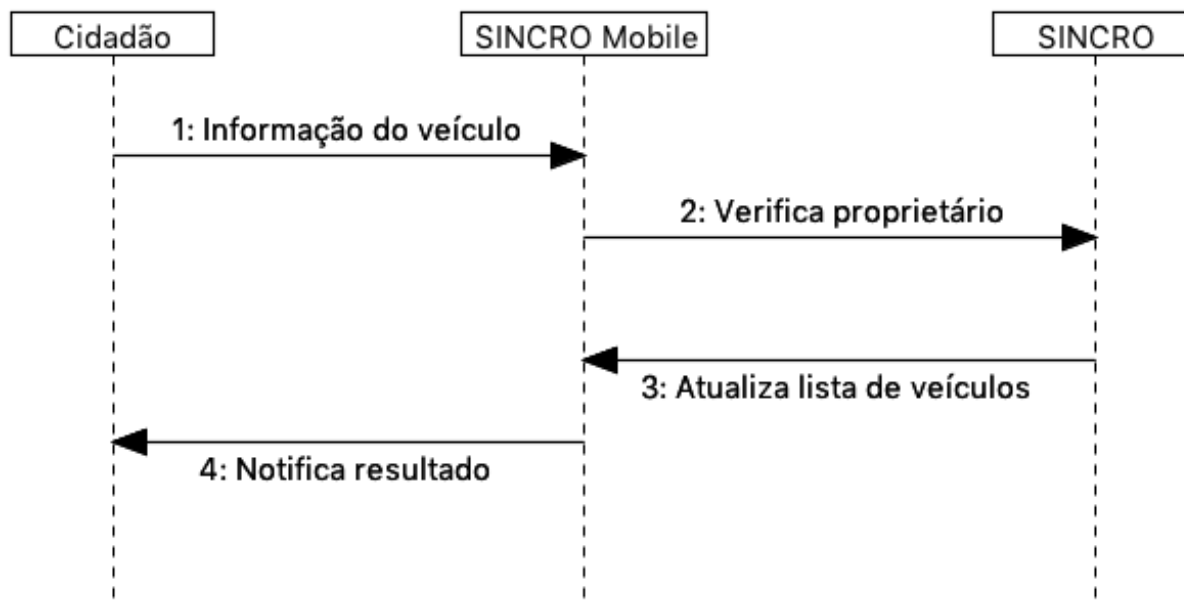 Cidadão
SINCRO Mobile
SINCRO
1: Informação do veículo
2: Verifica proprietário
3: Atualiza lista de veículos
4: Notifica resultado